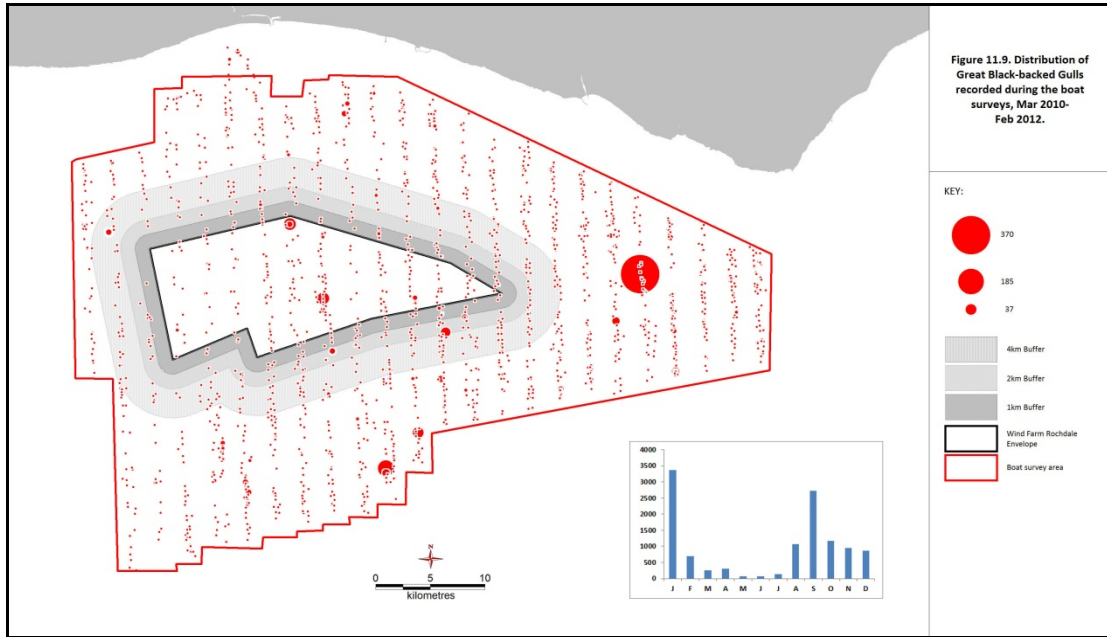 Figure 11.9. Distribution of
Great Black-backed Gulls
recorded during the boat
surveys, Mar 2010-
Feb 2012.
KEY:
370
185
37
4km Buffer
2km Buffer
1km Buffer
Wind Farm Rochdale
Envelope
Boat survey area
N
0 5 10
kilometres
4000
3500
3000
2500
2000
1500
1000
500
0
J F M A M J J A S O N D